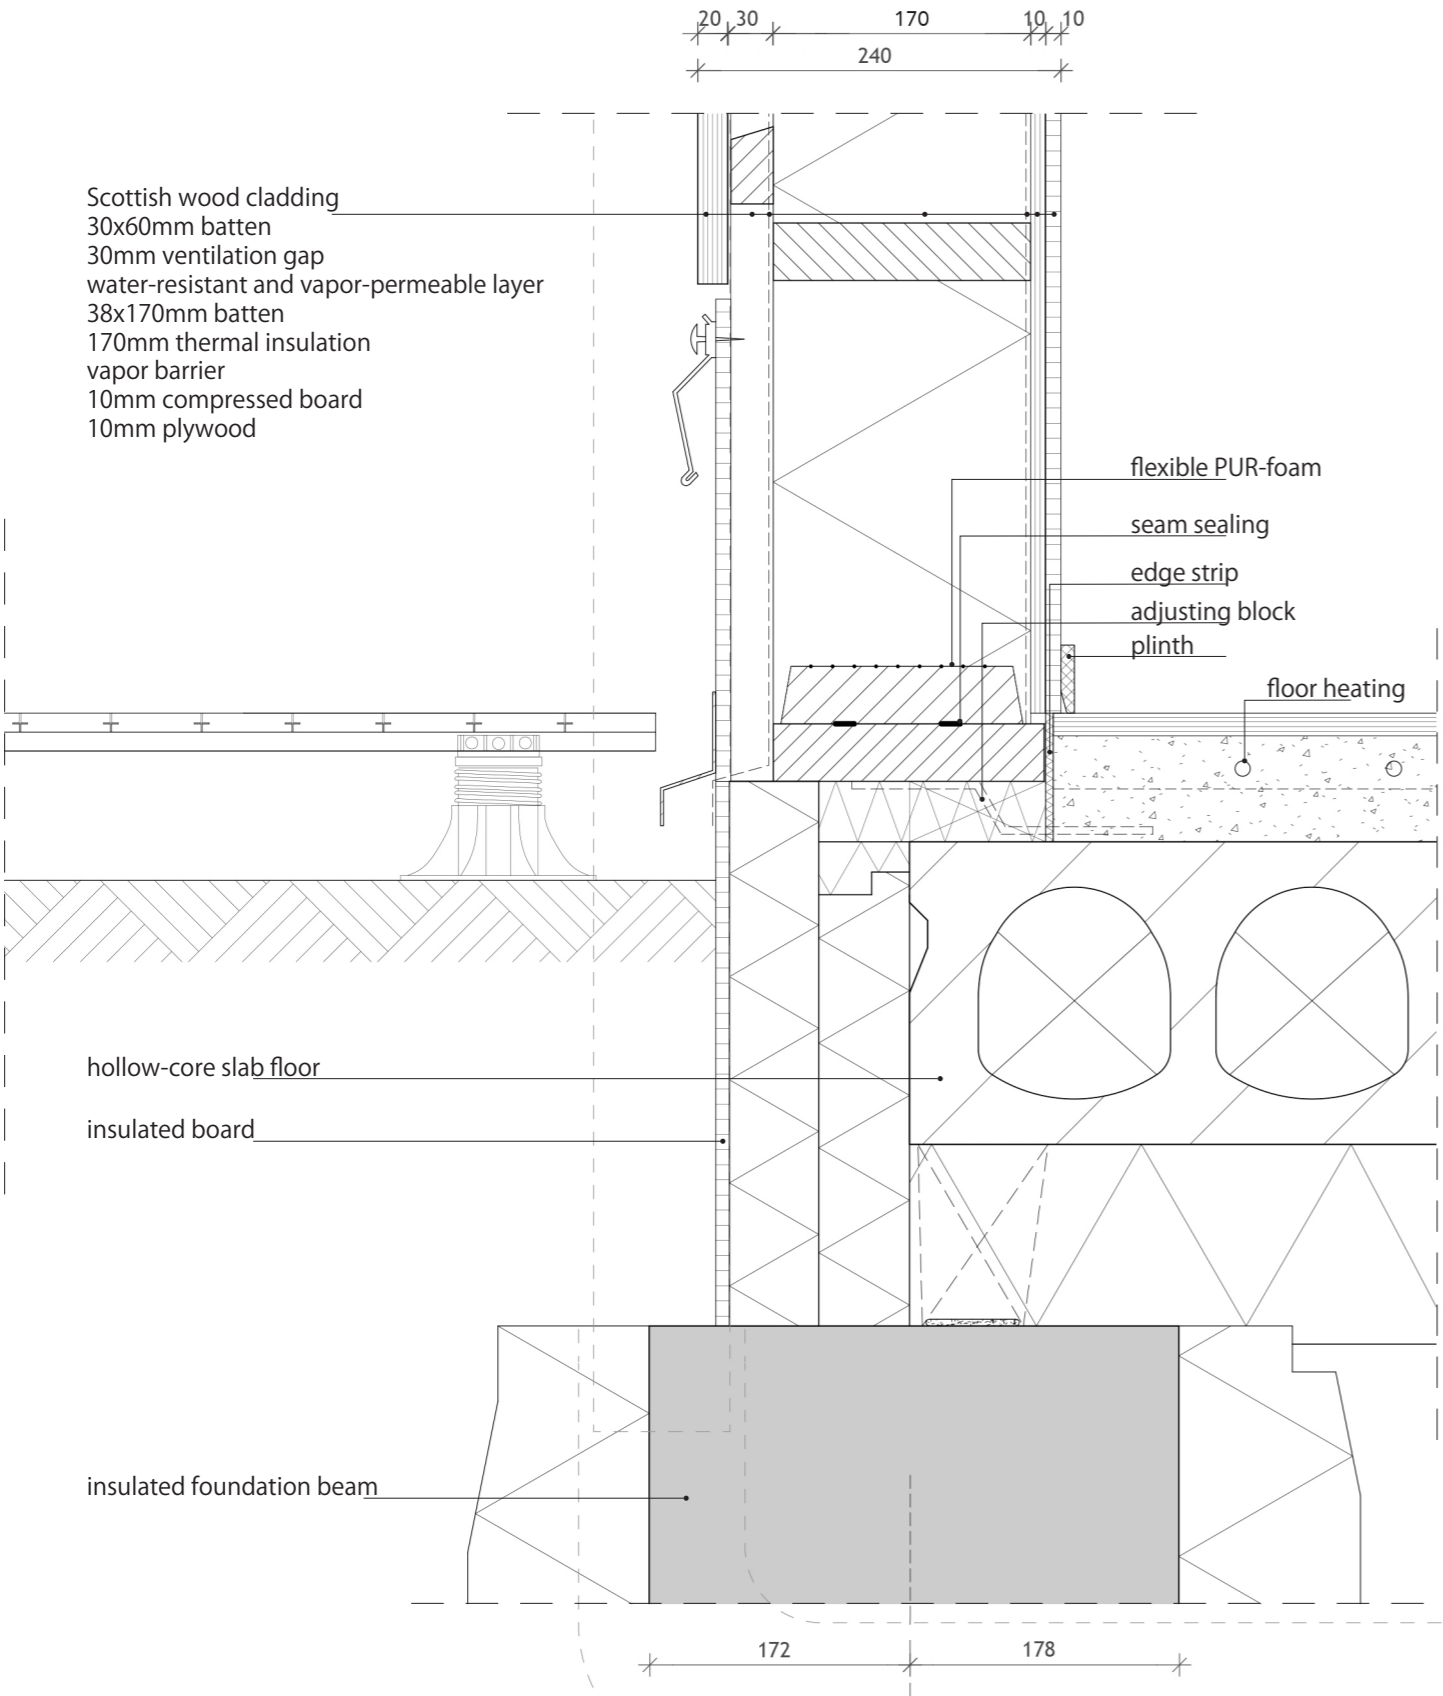 20 30 170 10 10
240
Scottish wood cladding
30x60mm batten
30mm ventilation gap
water-resistant and vapor-permeable layer
38x170mm batten
170mm thermal insulation
vapor barrier
10mm compressed board
10mm plywood
flexible PUR-foam
seam sealing
edge strip
adjusting block
plinth
floor heating
hollow-core slab floor
insulated board
insulated foundation beam
172 178